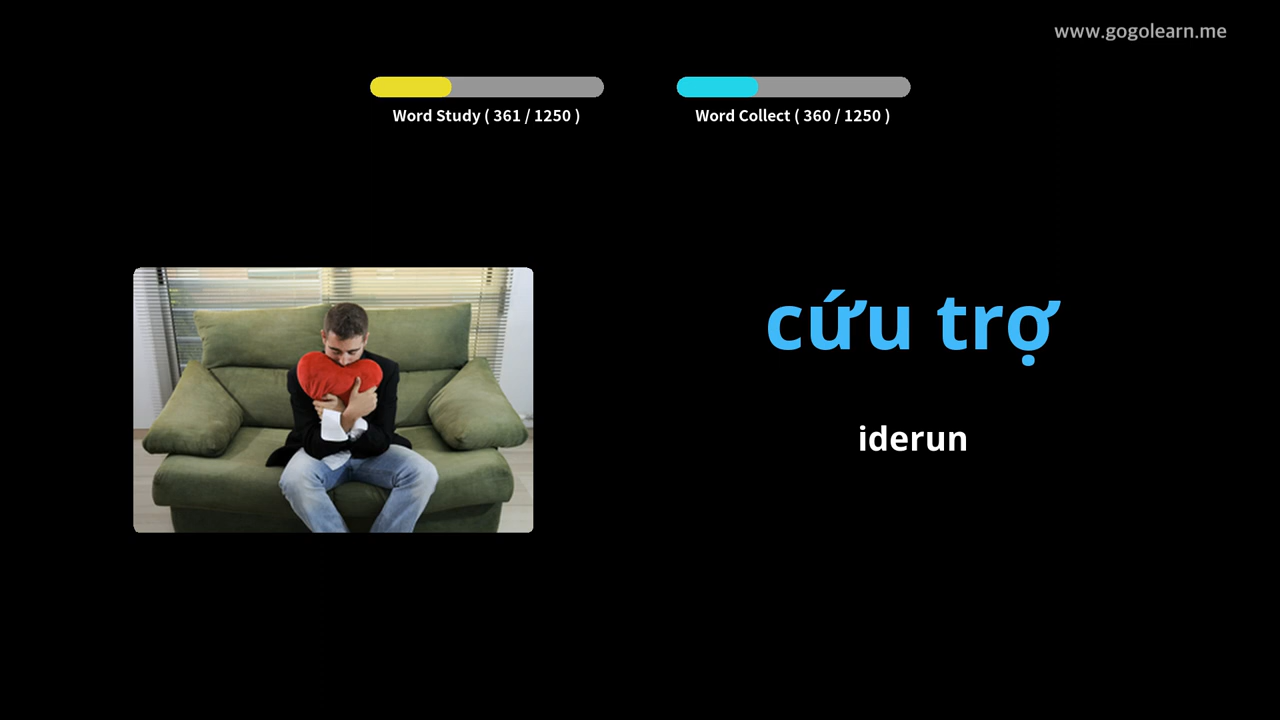 www.gogolearn.me
Word Study ( 361 / 1250 )
Word Collect ( 360 / 1250 )
cứu trợ
iderun